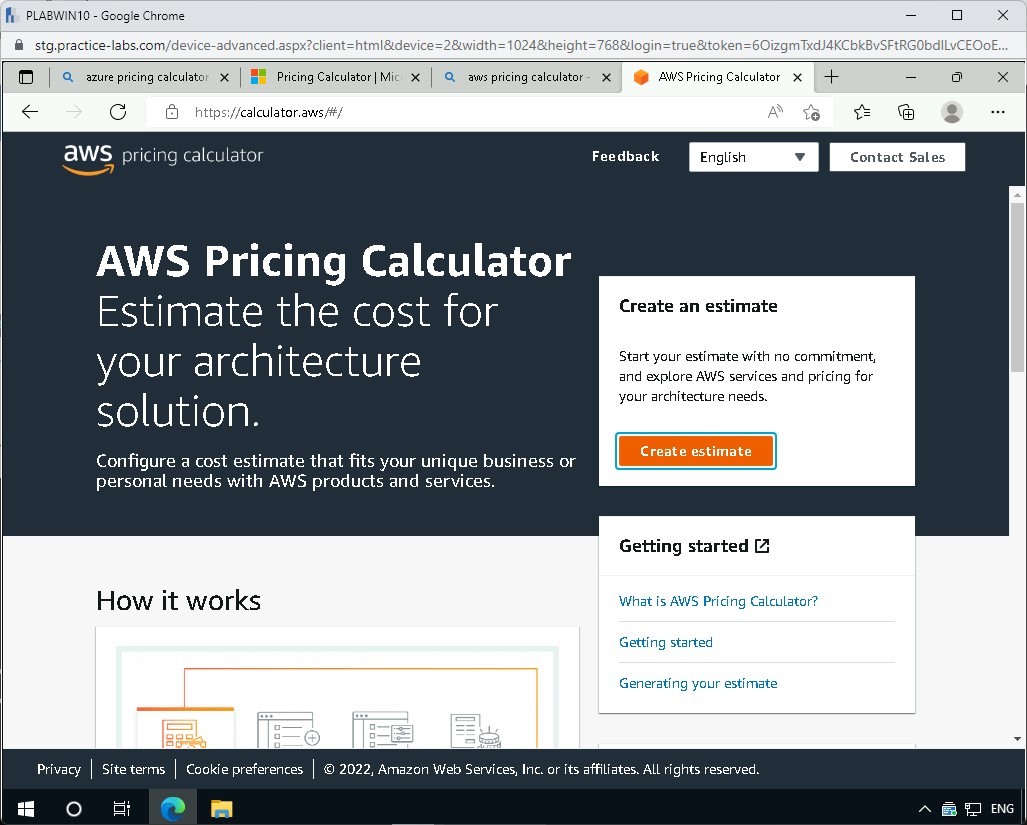 PLABWIN10 - Google Chrome
stg.practice-labs.com/device-advanced.aspx?client=html&device=2&width=1024&height=768&login=true&token=
azure pricing calculator
Pricing Calculator | Mic
aws pricing calculator -
AWS Pricing Calculator
https://calculator.aws/#/
aws pricing calculator
Feedback
English
Contact Sales
AWS Pricing Calculator
Estimate the cost for
your architecture
solution.
Configure a cost estimate that fits your unique business or
personal needs with AWS products and services.
Create an estimate
Start your estimate with no commitment,
and explore AWS services and pricing for
your architecture needs.
Create estimate
Getting started
What is AWS Pricing Calculator?
Getting started
Generating your estimate
How it works
Privacy
Site terms
Cookie preferences
© 2022, Amazon Web Services, Inc. or its affiliates. All rights reserved.
ENG